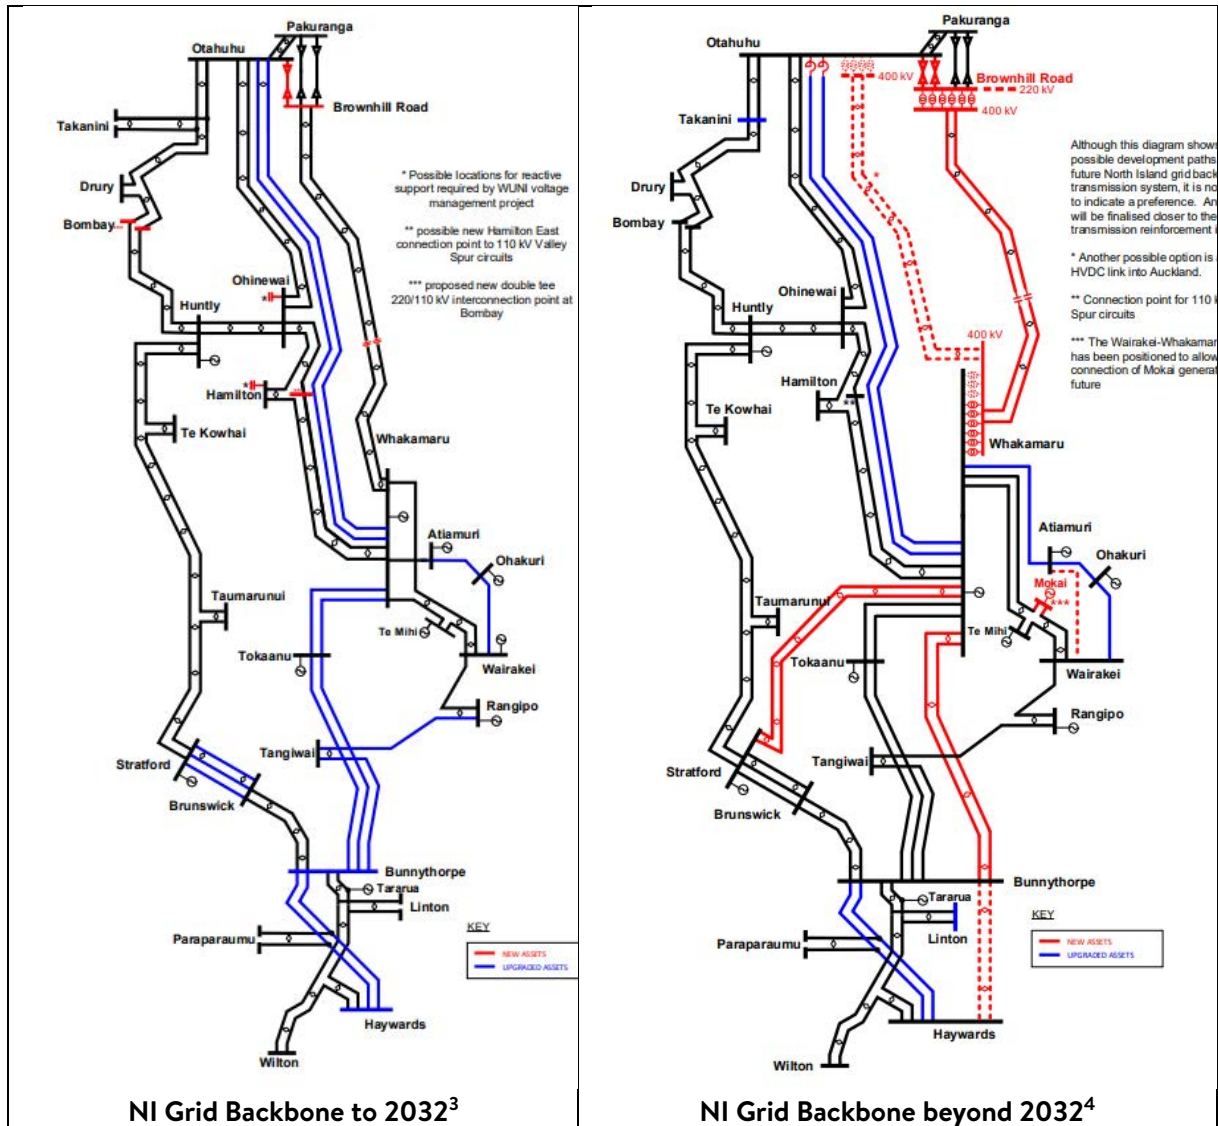 Pakuranga
Otahuhu
Brownhill Road
Takanini
Drury
Bombay
* Possible locations for reactive
support required by WUNI voltage
management project
** possible new Hamilton East
connection point to 110 kV Valley
Spur circuits
*** proposed new double tee
220/110 kV interconnection point at
Bombay
Ohinewai
*
Huntly
*
Hamilton
Te Kowhai
Whakamaru
Atiamuri
Ohakuri
Taumarunui
Te Mihi
Tokaanu
Wairakei
Rangipo
Tangiwai
Stratford
Brunswick
Bunnythorpe
Tararua
Linton
Paraparaumu
KEY
NEW ASSETS
UPGRADED ASSETS
Haywards
Wilton
NI Grid Backbone to 2032³
Pakuranga
Otahuhu
400 kV
Brownhill Road
220 kV
400 kV
Takanini
Drury
Bombay
*
Although this diagram shows
possible development paths
future North Island grid back
transmission system, it is no
to indicate a preference. An
will be finalised closer to the
transmission reinforcement i
* Another possible option is
HVDC link into Auckland.
** Connection point for 110 k
Spur circuits
*** The Wairakei-Whakamar
has been positioned to allow
connection of Mokai generat
future
Ohinewai
Huntly
400 kV
Hamilton
**
Te Kowhai
Whakamaru
Atiamuri
Ohakuri
Mokai
***
Taumarunui
Te Mihi
Tokaanu
Wairakei
Rangipo
Tangiwai
Stratford
Brunswick
Bunnythorpe
Tararua
Linton
Paraparaumu
KEY
NEW ASSETS
UPGRADED ASSETS
Haywards
Wilton
NI Grid Backbone beyond 2032⁴